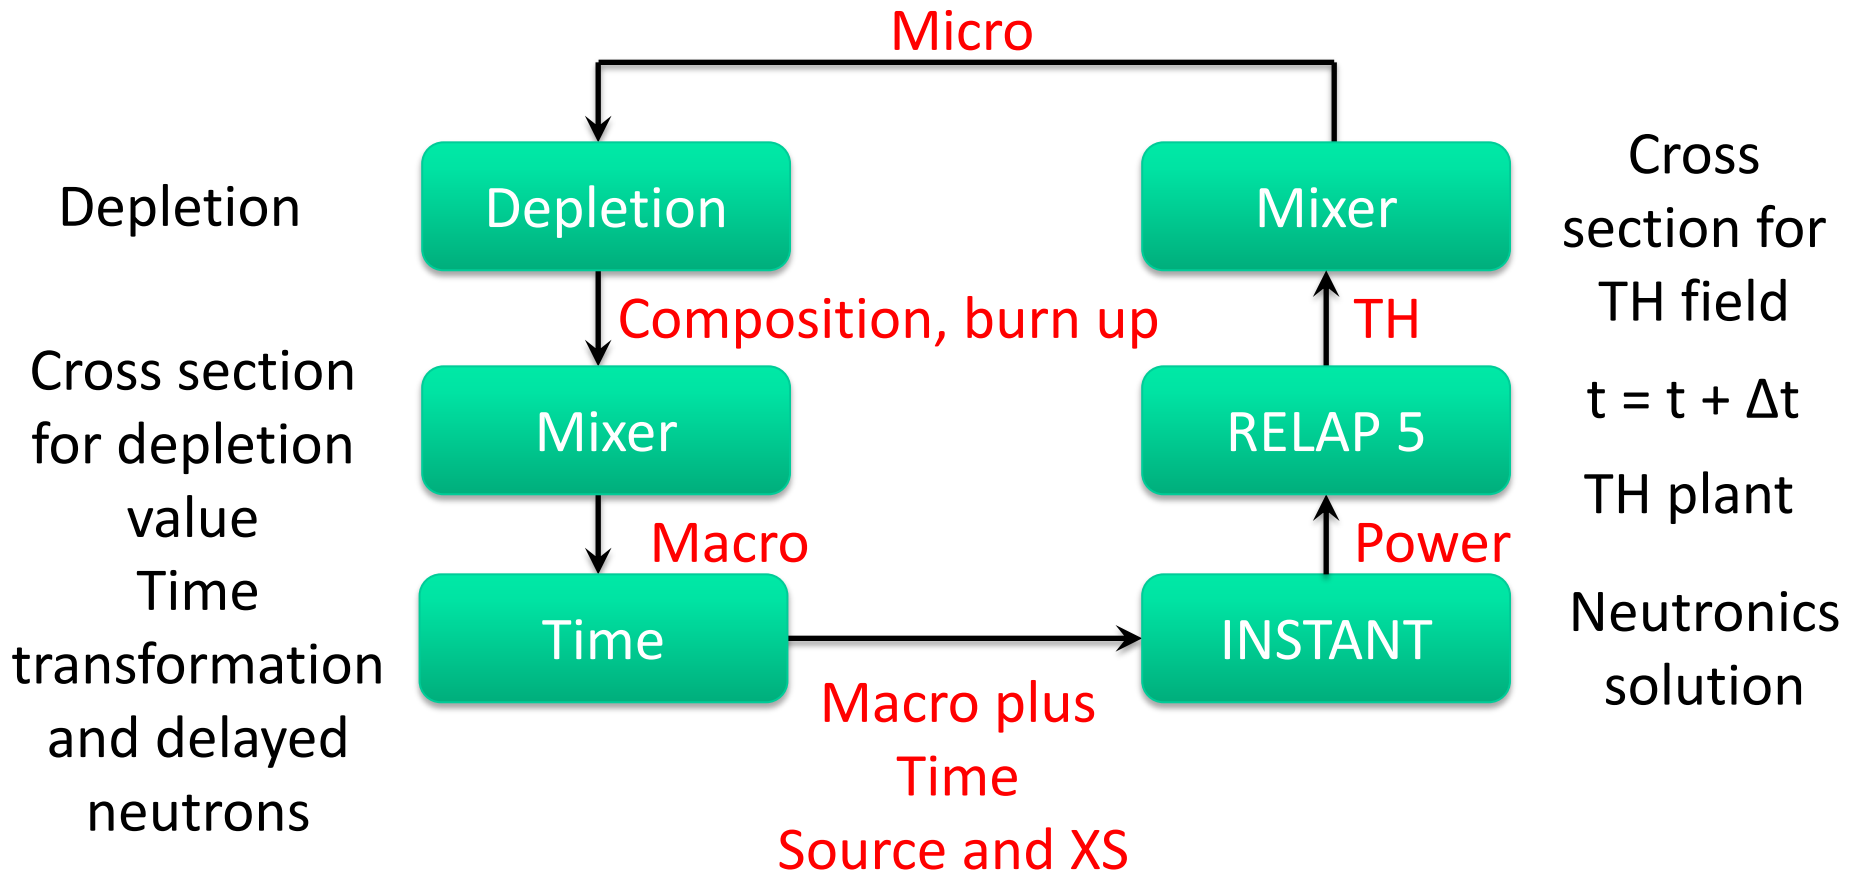 Micro
Depletion
Depletion
Mixer
Cross
section for
TH field
Composition, burn up
TH
Cross section
for depletion
value
Mixer
RELAP 5
t = t + Δt
TH plant
Macro
Power
Time
transformation
and delayed
neutrons
Time
INSTANT
Neutronics
solution
Macro plus
Time
Source and XS